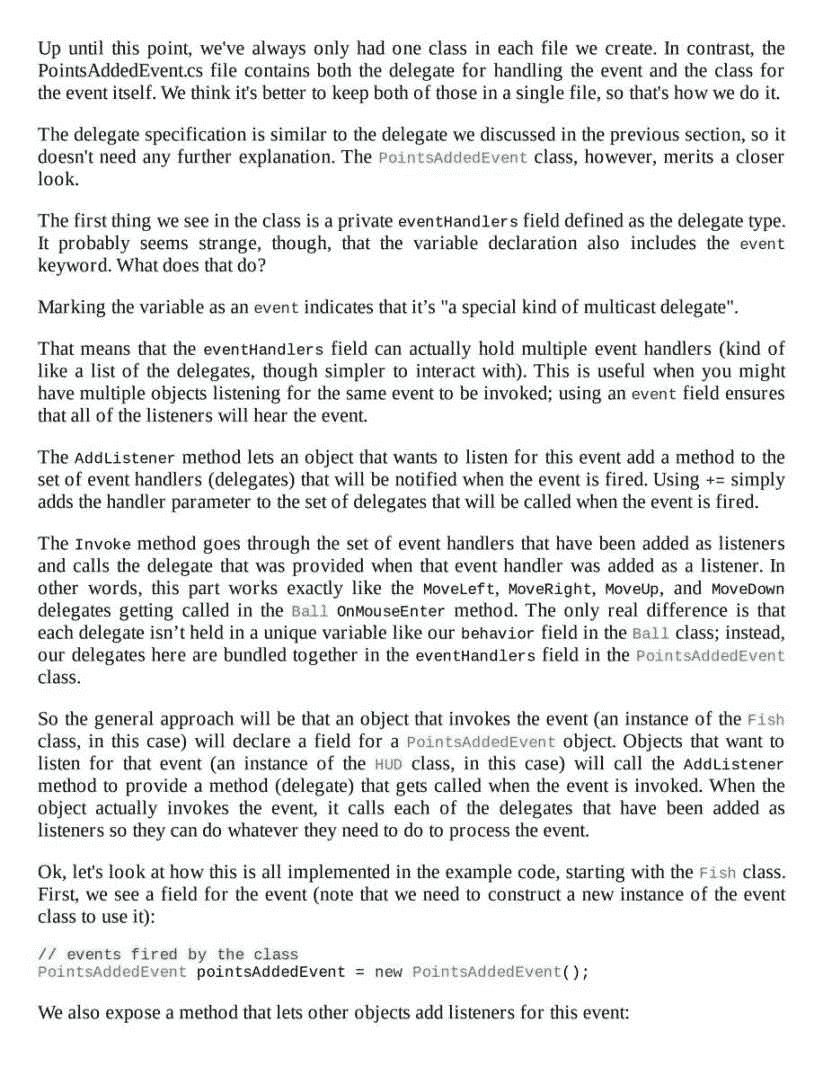 Up until this point, we've always only had one class in each file we create. In contrast, the
PointsAddedEvent.cs file contains both the delegate for handling the event and the class for
the event itself. We think it's better to keep both of those in a single file, so that's how we do it.
The delegate specification is similar to the delegate we discussed in the previous section, so it
doesn't need any further explanation. The PointsAddedEvent class, however, merits a closer
look.
The first thing we see in the class is a private eventHandlers field defined as the delegate type.
It probably seems strange, though, that the variable declaration also includes the event
keyword. What does that do?
Marking the variable as an event indicates that it’s "a special kind of multicast delegate".
That means that the eventHandlers field can actually hold multiple event handlers (kind of
like a list of the delegates, though simpler to interact with). This is useful when you might
have multiple objects listening for the same event to be invoked; using an event field ensures
that all of the listeners will hear the event.
The AddListener method lets an object that wants to listen for this event add a method to the
set of event handlers (delegates) that will be notified when the event is fired. Using += simply
adds the handler parameter to the set of delegates that will be called when the event is fired.
The Invoke method goes through the set of event handlers that have been added as listeners
and calls the delegate that was provided when that event handler was added as a listener. In
other words, this part works exactly like the MoveLeft, MoveRight, MoveUp, and MoveDown
delegates getting called in the Ball OnMouseEnter method. The only real difference is that
each delegate isn’t held in a unique variable like our behavior field in the Ball class; instead,
our delegates here are bundled together in the eventHandlers field in the PointsAddedEvent
class.
So the general approach will be that an object that invokes the event (an instance of the Fish
class, in this case) will declare a field for a PointsAddedEvent object. Objects that want to
listen for that event (an instance of the HUD class, in this case) will call the AddListener
method to provide a method (delegate) that gets called when the event is invoked. When the
object actually invokes the event, it calls each of the delegates that have been added as
listeners so they can do whatever they need to do to process the event.
Ok, let's look at how this is all implemented in the example code, starting with the Fish class.
First, we see a field for the event (note that we need to construct a new instance of the event
class to use it):
// events fired by the class
PointsAddedEvent pointsAddedEvent = new PointsAddedEvent();
We also expose a method that lets other objects add listeners for this event: